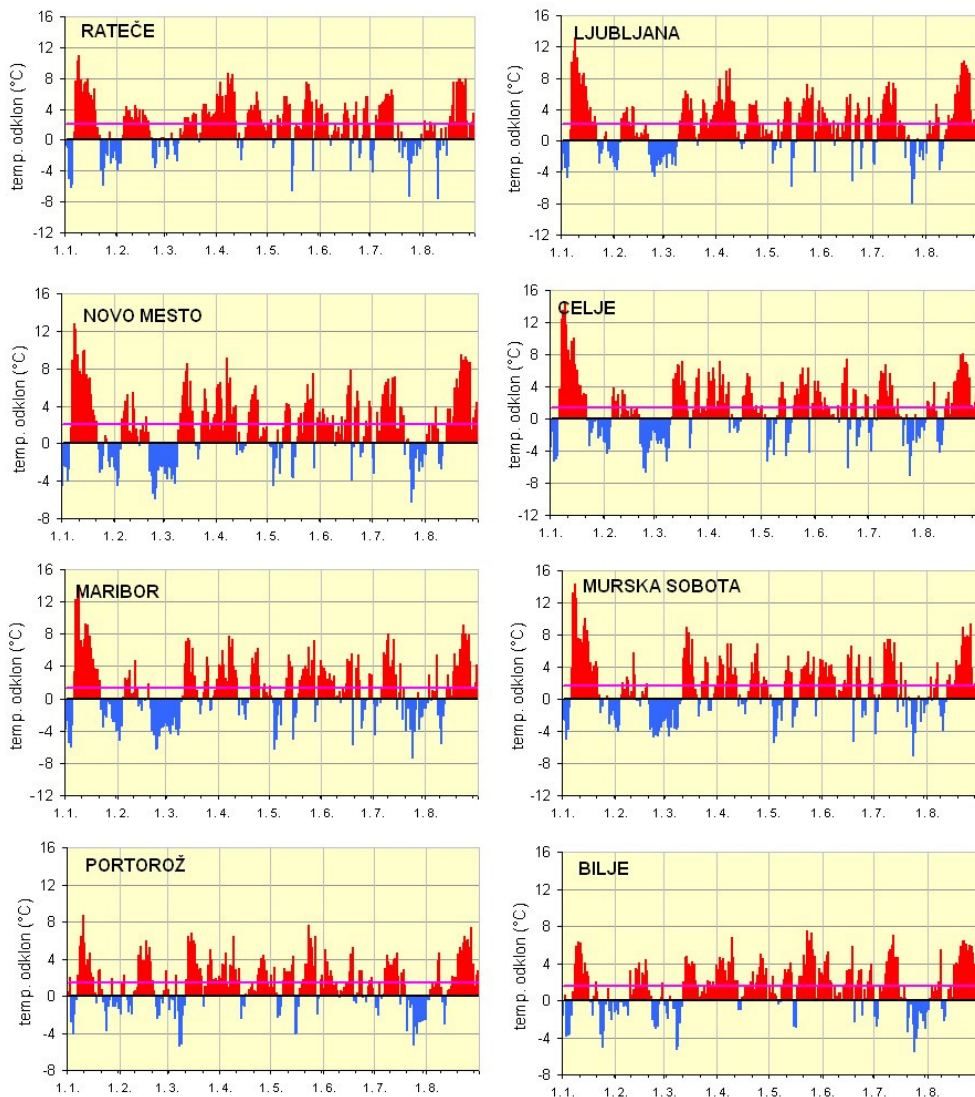 RATEČE
temp. odklon (°C)
16
12
8
4
0
-4
-8
-12
1.1. 1.2. 1.3. 1.4. 1.5. 1.6. 1.7. 1.8.
LJUBLJANA
temp. odklon (°C)
16
12
8
4
0
-4
-8
-12
1.1. 1.2. 1.3. 1.4. 1.5. 1.6. 1.7. 1.8.
NOVO MESTO
temp. odklon (°C)
16
12
8
4
0
-4
-8
1.1. 1.2. 1.3. 1.4. 1.5. 1.6. 1.7. 1.8.
CELJE
temp. odklon (°C)
16
12
8
4
0
-4
-8
-12
1.1. 1.2. 1.3. 1.4. 1.5. 1.6. 1.7. 1.8.
MARIBOR
temp. odklon (°C)
16
12
8
4
0
-4
-8
-12
1.1. 1.2. 1.3. 1.4. 1.5. 1.6. 1.7. 1.8.
MURSKA SOBOTA
temp. odklon (°C)
16
12
8
4
0
-4
-8
-12
1.1. 1.2. 1.3. 1.4. 1.5. 1.6. 1.7. 1.8.
PORTOROŽ
temp. odklon (°C)
16
12
8
4
0
-4
-8
1.1. 1.2. 1.3. 1.4. 1.5. 1.6. 1.7. 1.8.
BILJE
temp. odklon (°C)
16
12
8
4
0
-4
-8
1.1. 1.2. 1.3. 1.4. 1.5. 1.6. 1.7. 1.8.